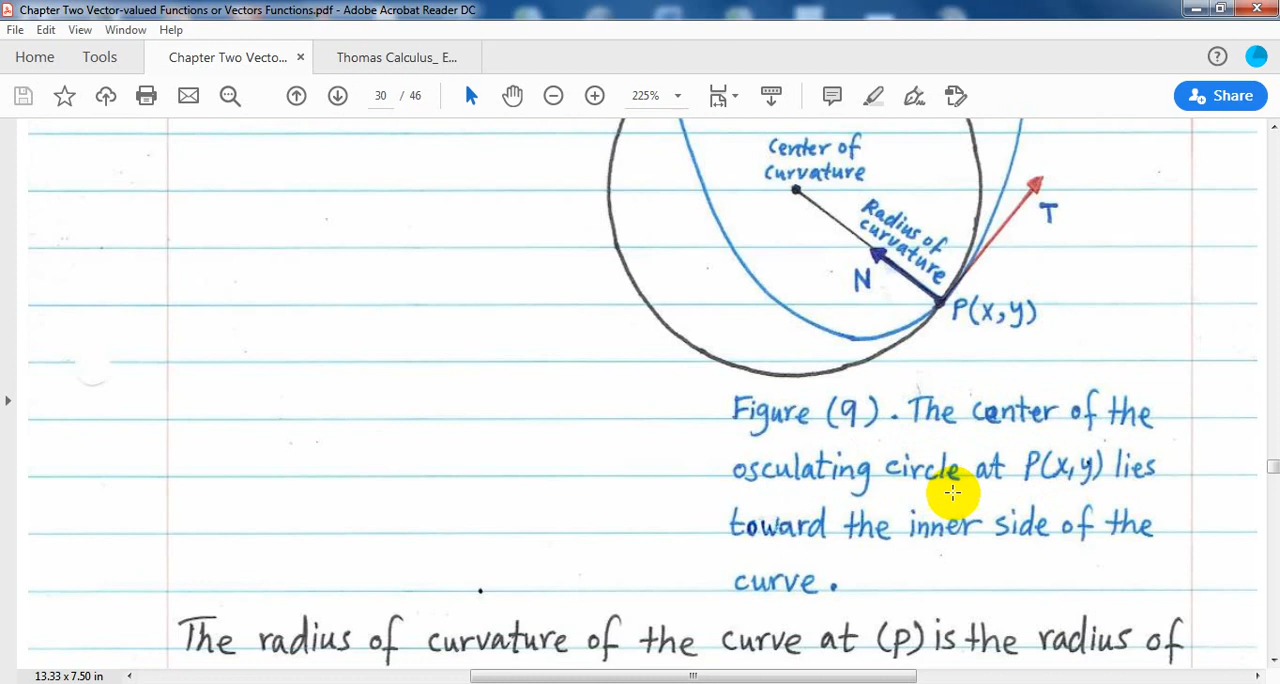 Chapter Two Vector-valued Functions or Vectors Functions.pdf - Adobe Acrobat Reader DC
File Edit View Window Help
Home Tools Chapter Two Vecto... × Thomas Calculus_ E...
30 / 46 225% Share
Center of
Curvature
Radius of
curvature
T
N
P(x,y)
Figure (9). The center of the
osculating circle at P(x,y) lies
toward the inner side of the
curve.
The radius of curvature of the curve at (P) is the radius of
13.33 x 7.50 in